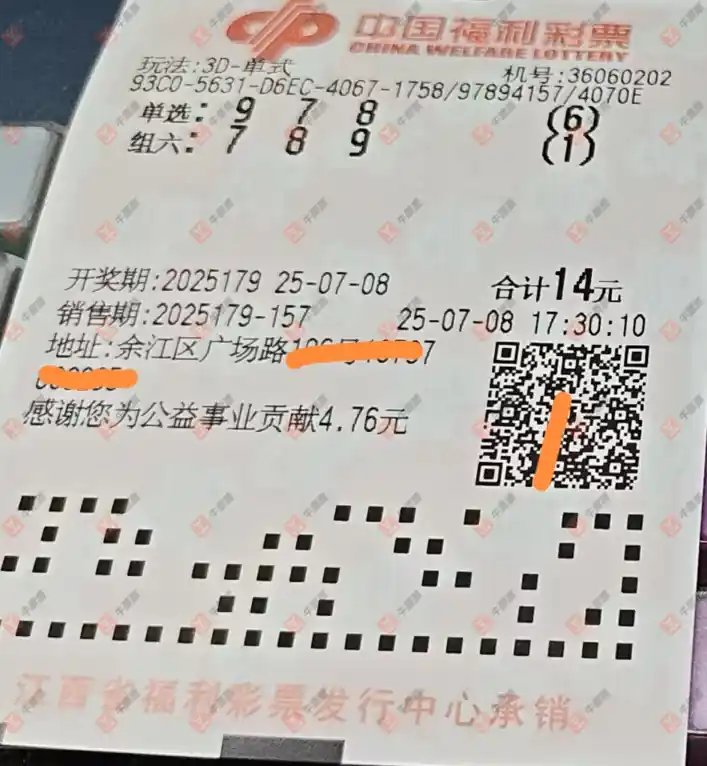 中国福利彩票
CHINA WELFARE LOTTERY
玩法:3D-单式 机号:36060202
93C0-5631-D6EC-4067-1758/97894157/4070E
单选: 9 7 8 (6)
组六: 7 8 9 (1)
开奖期:2025179 25-07-08 合计14元
销售期:2025179-157 25-07-08 17:30:10
地址:余江区广场路
感谢您为公益事业贡献4.76元
江西省福利彩票发行中心承销